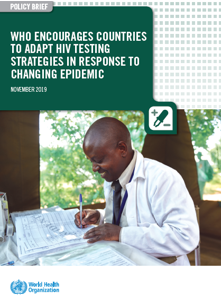 POLICY BRIEF
WHO ENCOURAGES COUNTRIES
TO ADAPT HIV TESTING
STRATEGIES IN RESPONSE TO
CHANGING EPIDEMIC
NOVEMBER 2019
World Health
Organization